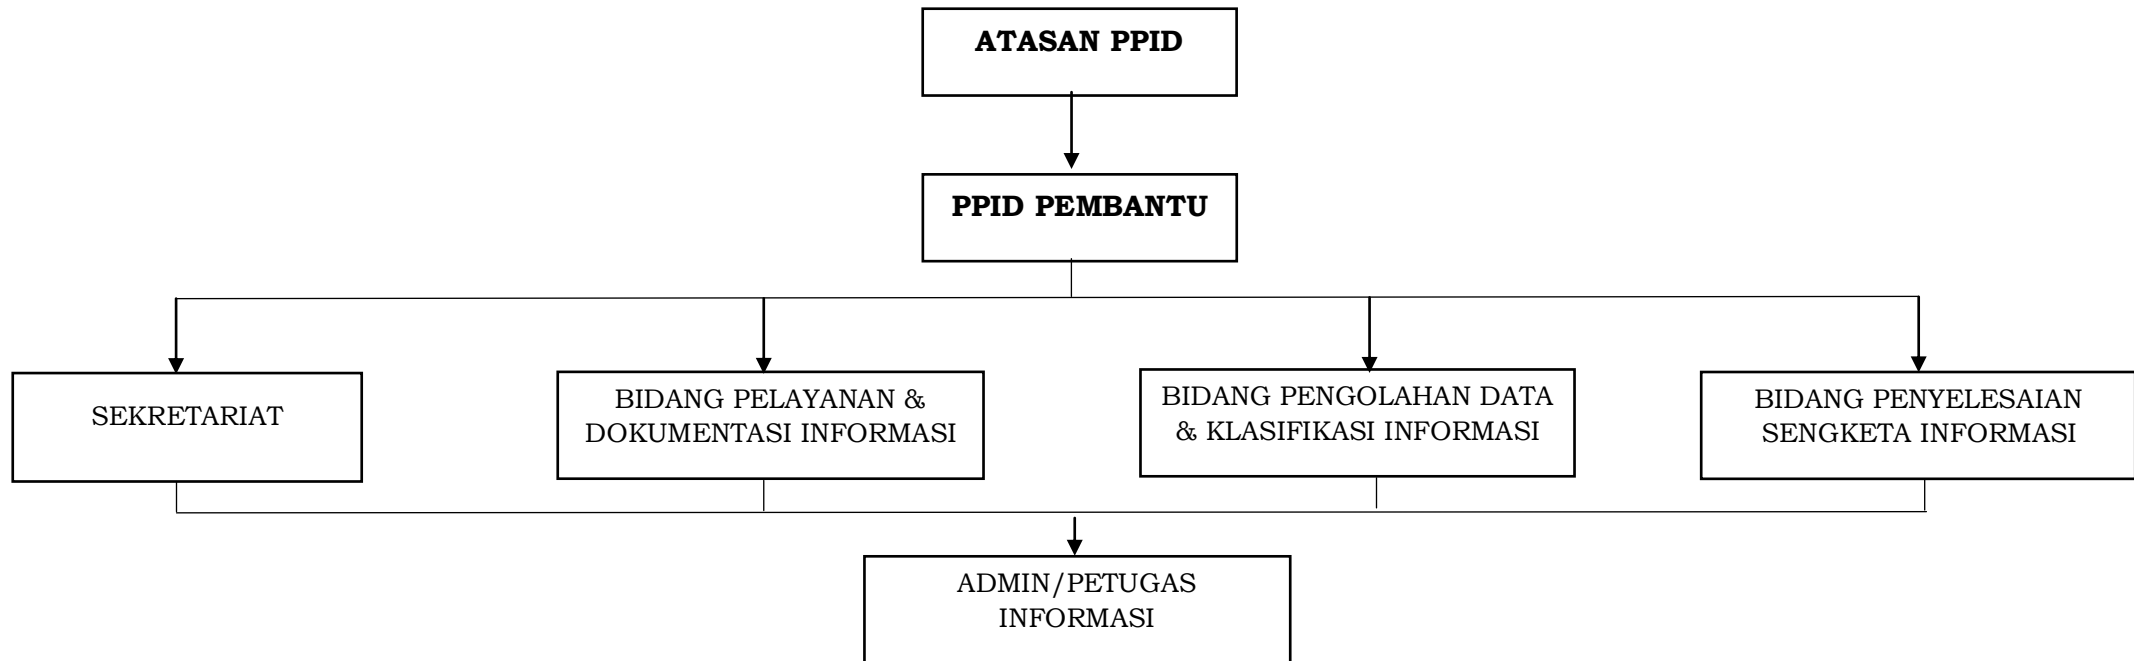 ATASAN PPID
PPID PEMBANTU
SEKRETARIAT
BIDANG PELAYANAN &
DOKUMENTASI INFORMASI
BIDANG PENGOLAHAN DATA
& KLASIFIKASI INFORMASI
BIDANG PENYELESAIAN
SENGKETA INFORMASI
ADMIN/PETUGAS
INFORMASI